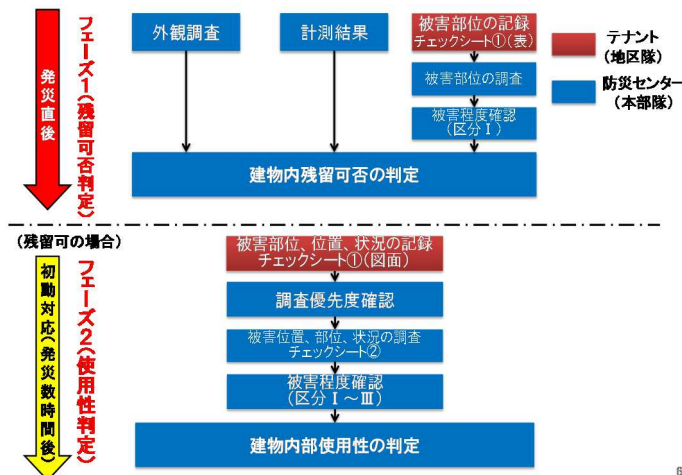 発災直後
フェーズ1(残留可否判定)
外観調査
計測結果
被害部位の記録
チェックシート①(表)
被害部位の調査
被害程度確認
(区分Ⅰ)
建物内残留可否の判定
テナント
(地区隊)
防災センター
(本部隊)
(残留可の場合)
初動対応(発災数時間後)
フェーズ2(使用性判定)
被害部位、位置、状況の記録
チェックシート①(図面)
調査優先度確認
被害位置、部位、状況の調査
チェックシート②
被害程度確認
(区分Ⅰ～Ⅲ)
建物内部使用性の判定